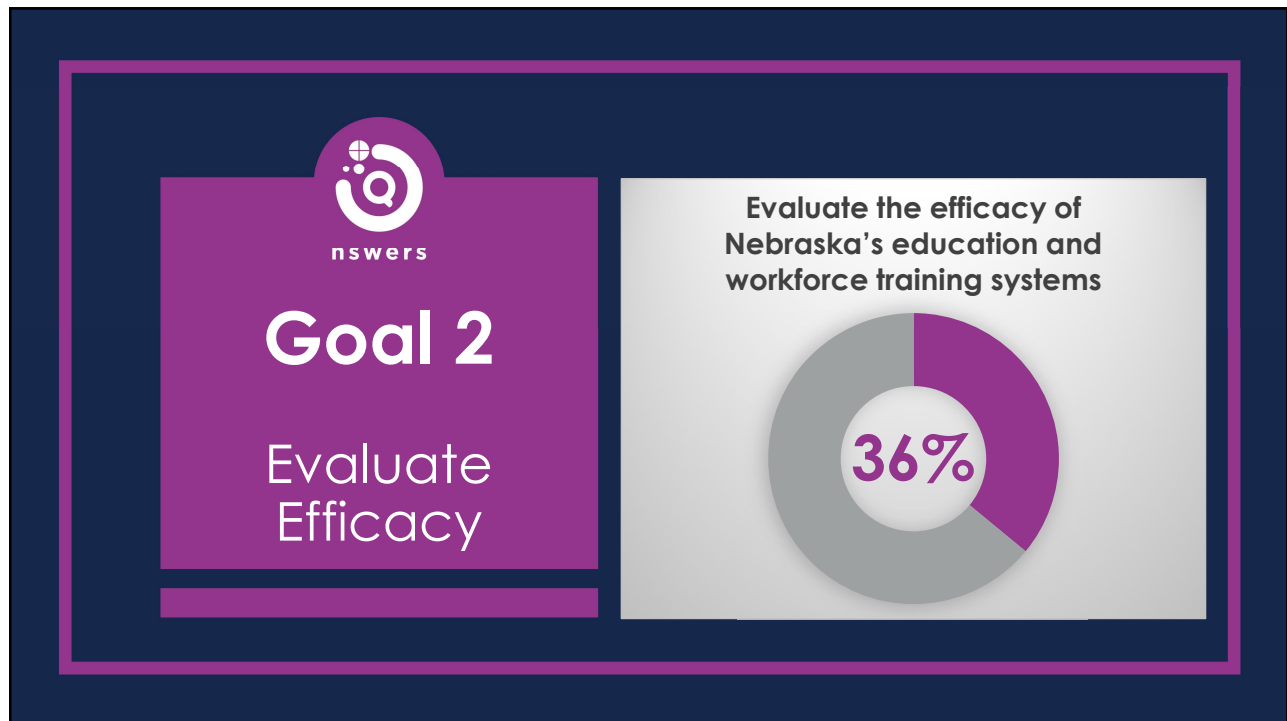 nswers
Goal 2
Evaluate
Efficacy
Evaluate the efficacy of
Nebraska's education and
workforce training systems
36%